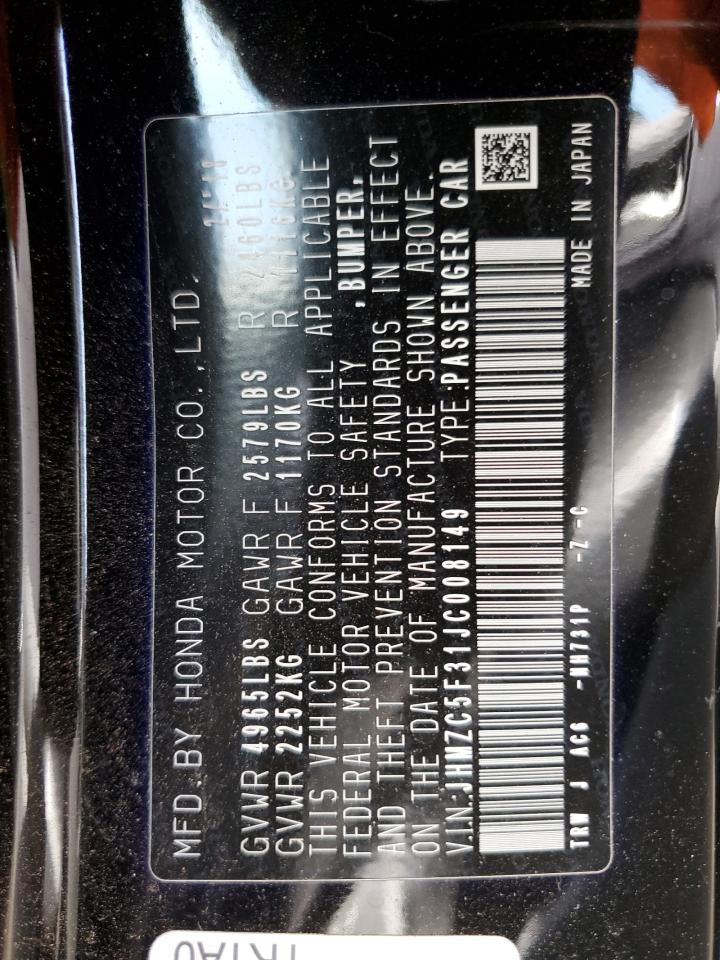 MFD.BY HONDA MOTOR CO.,LTD.
GVWR 4965LBS GAWR F 2579LBS R 2460LBS
GVWR 2252KG GAWR F 1170KG R 1116KG
THIS VEHICLE CONFORMS TO ALL APPLICABLE
FEDERAL MOTOR VEHICLE SAFETY ,BUMPER,
AND THEFT PREVENTION STANDARDS IN EFFECT
ON THE DATE OF MANUFACTURE SHOWN ABOVE.
V.I.N:JHMZC5F31JC008149 TYPE:PASSENGER CAR
TRW J AC6 -NH731P -Z -C MADE IN JAPAN